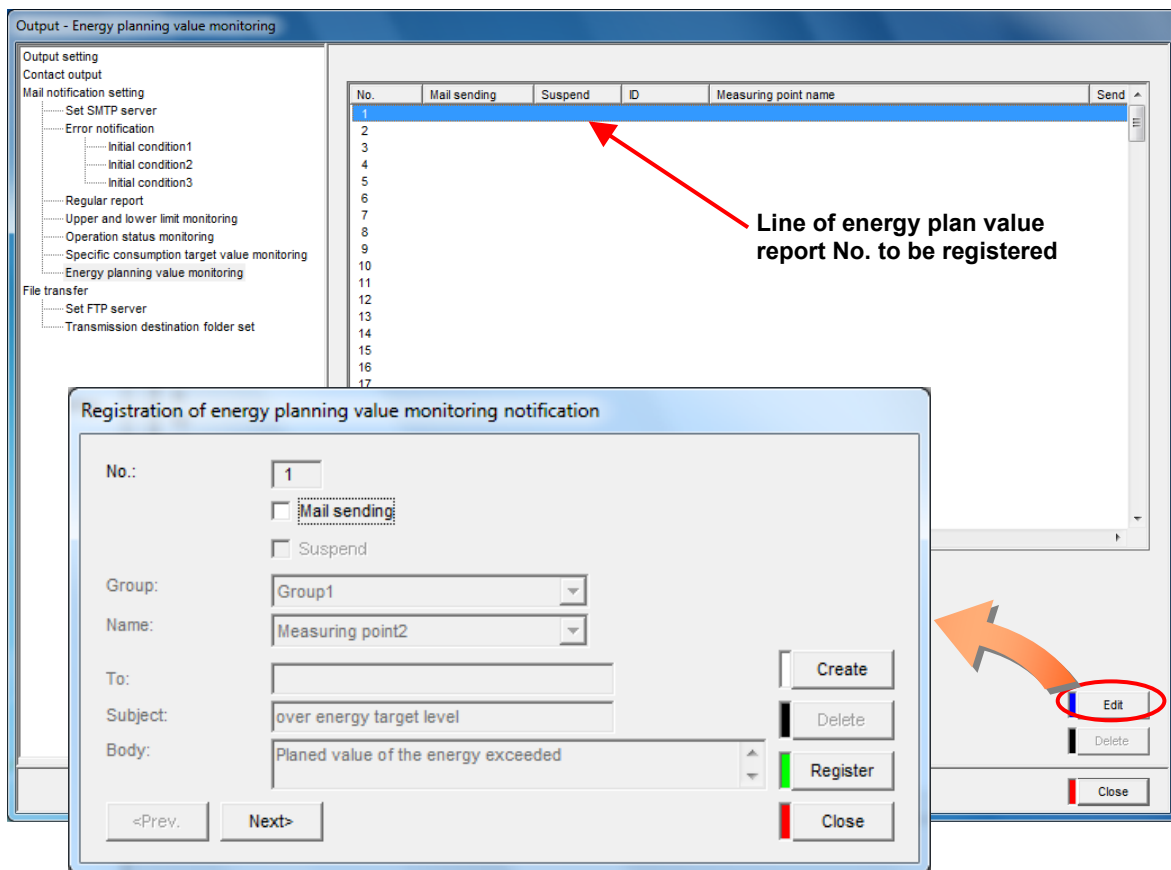 Output - Energy planning value monitoring
Output setting
Contact output
Mail notification setting
Set SMTP server
Error notification
Initial condition1
Initial condition2
Initial condition3
Regular report
Upper and lower limit monitoring
Operation status monitoring
Specific consumption target value monitoring
Energy planning value monitoring
File transfer
Set FTP server
Transmission destination folder set
No. Mail sending Suspend ID Measuring point name Send
1
2
3
4
5
6
7
8
9
10
11
12
13
14
15
16
17
Line of energy plan value
report No. to be registered
Edit
Delete
Close
Registration of energy planning value monitoring notification
No.: 1
Mail sending
Suspend
Group: Group1
Name: Measuring point2
To:
Subject: over energy target level
Body: Planed value of the energy exceeded
Create
Delete
Register
Close
<Prev. Next>